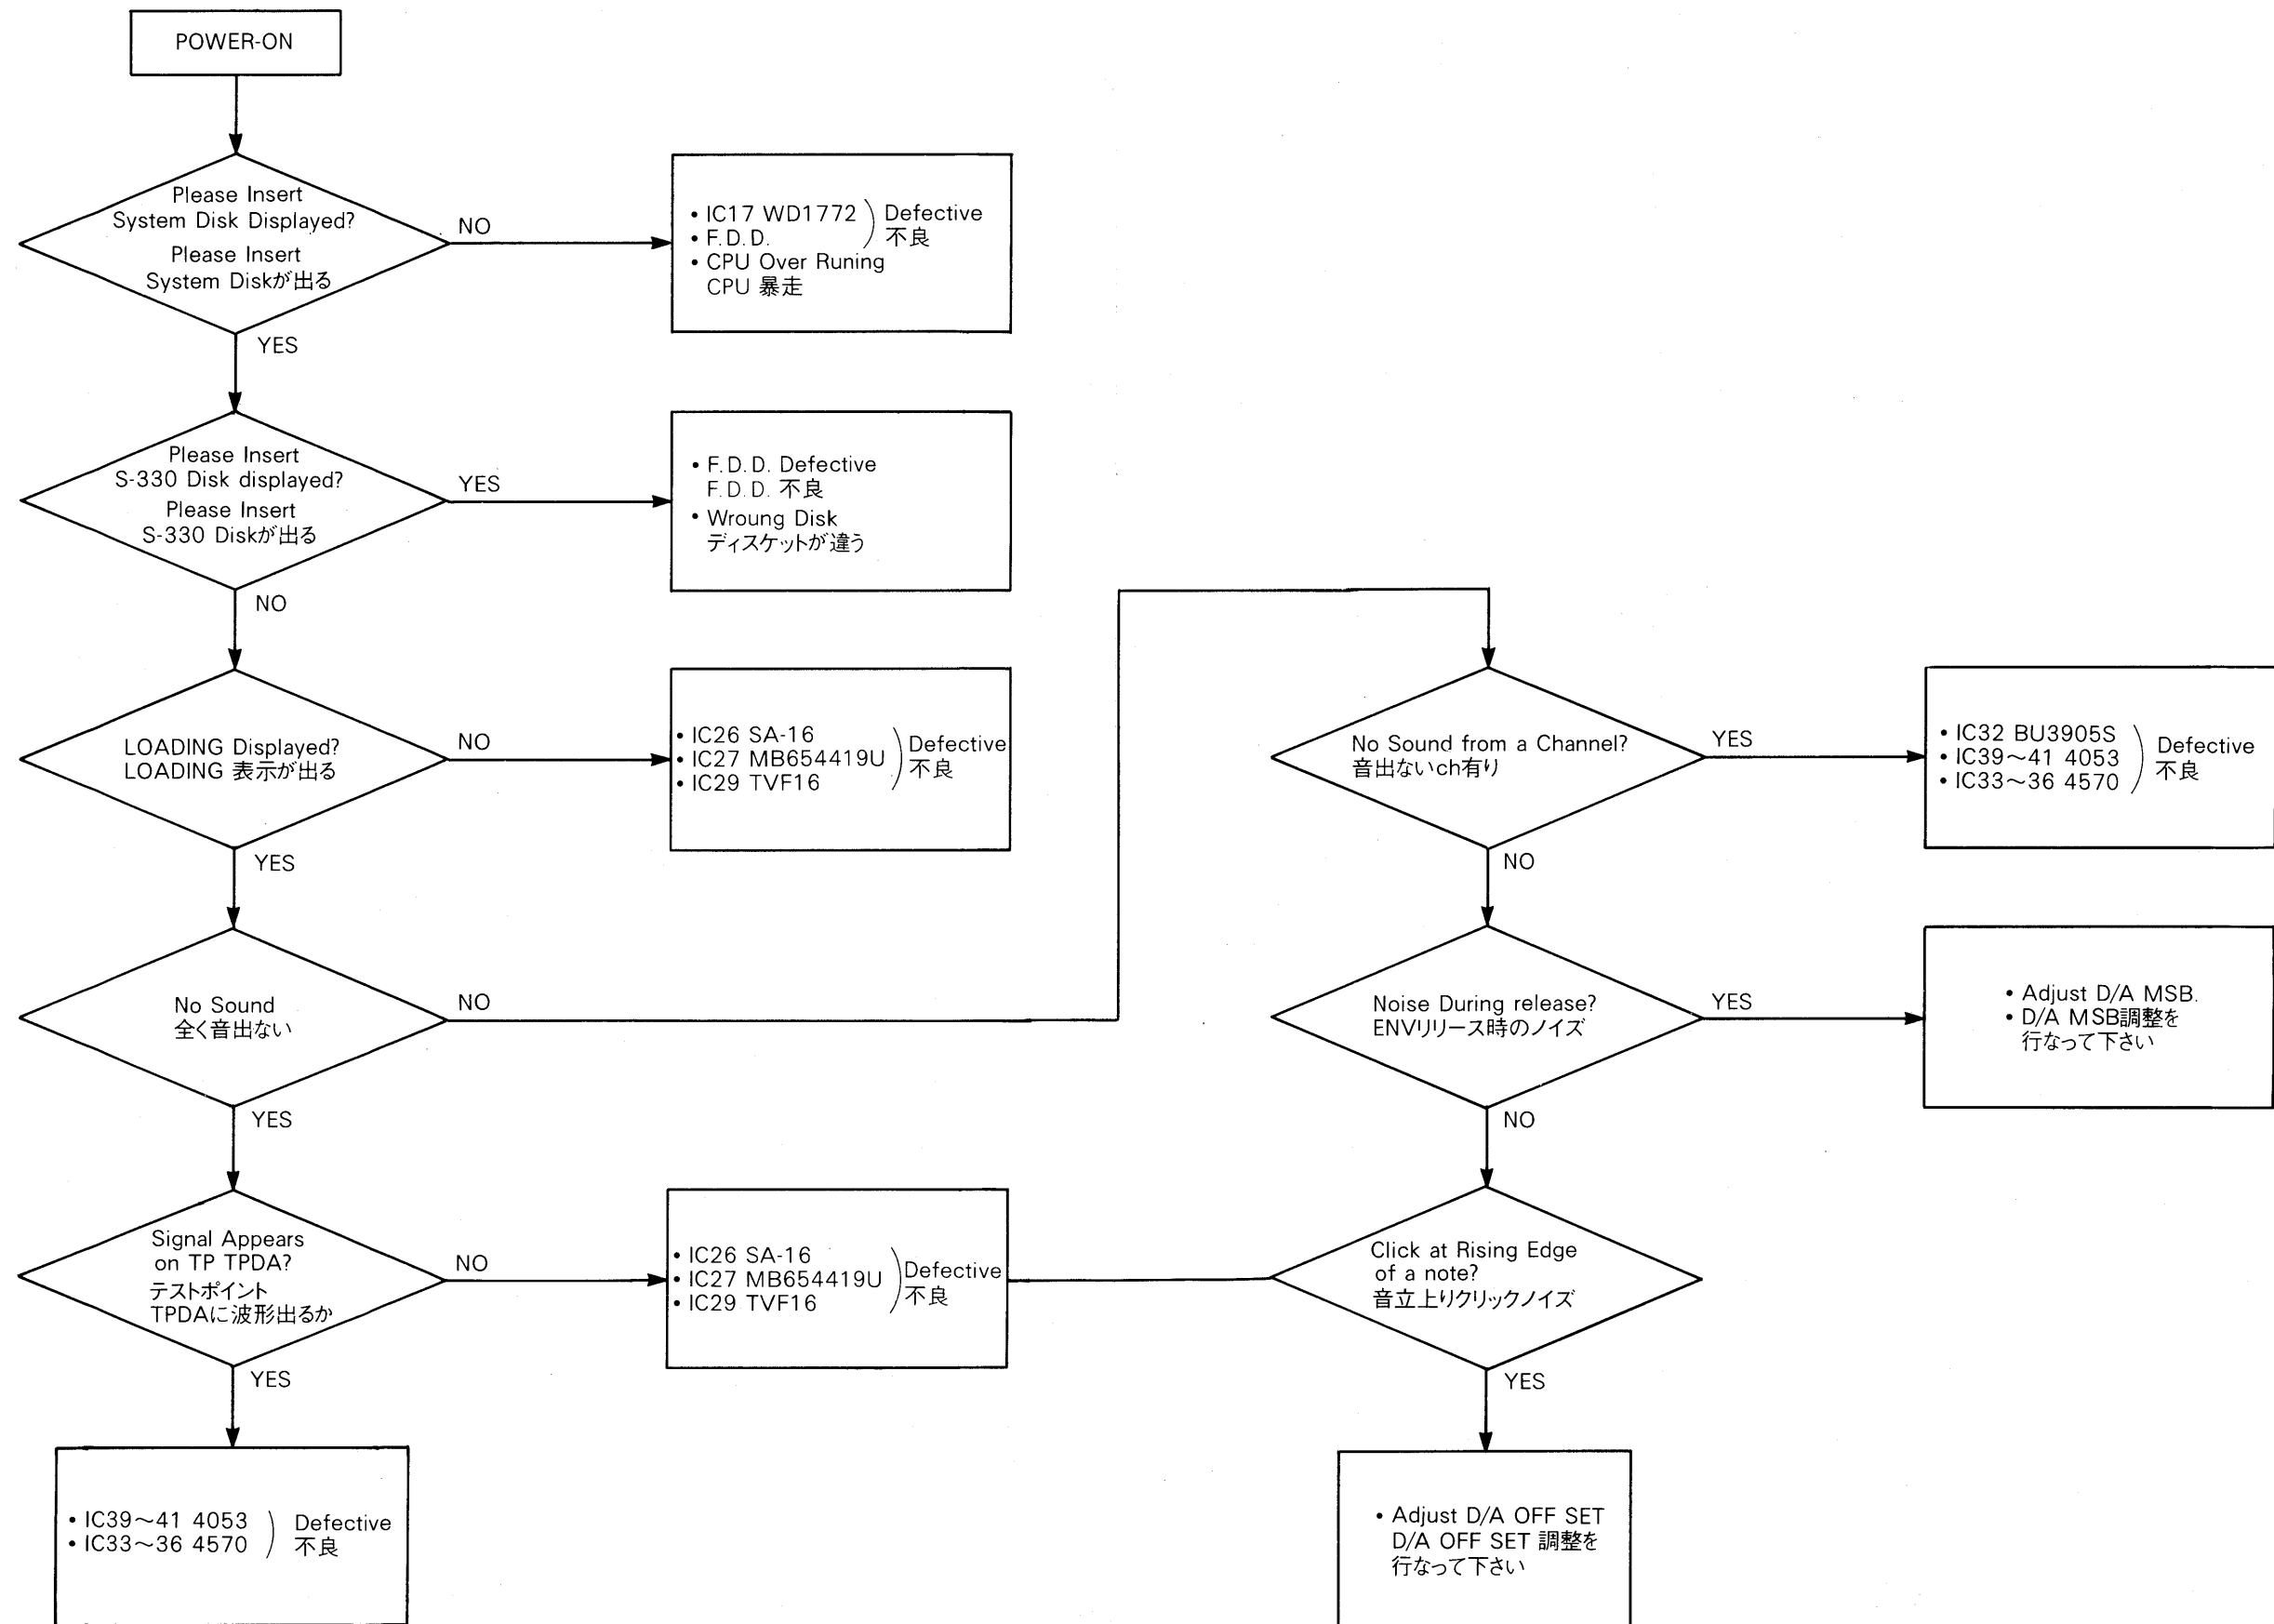 POWER-ON
Please Insert
System Disk Displayed?
Please Insert
System Diskが出る
NO
• IC17 WD1772
• F.D.D.
Defective
不良
• CPU Over Runing
CPU 暴走
YES
Please Insert
S-330 Disk displayed?
Please Insert
S-330 Diskが出る
YES
• F.D.D. Defective
F.D.D. 不良
• Wroung Disk
ディスケットが違う
NO
LOADING Displayed?
LOADING 表示が出る
NO
• IC26 SA-16
• IC27 MB654419U
• IC29 TVF16
Defective
不良
YES
No Sound
全く音出ない
NO
YES
Signal Appears
on TP TPDA?
テストポイント
TPDAに波形出るか
NO
• IC26 SA-16
• IC27 MB654419U
• IC29 TVF16
Defective
不良
YES
• IC39～41 4053
• IC33～36 4570
Defective
不良
No Sound from a Channel?
音出ないch有り
YES
• IC32 BU3905S
• IC39～41 4053
• IC33～36 4570
Defective
不良
NO
Noise During release?
ENVリリース時のノイズ
YES
• Adjust D/A MSB.
• D/A MSB調整を
行なって下さい
NO
Click at Rising Edge
of a note?
音立上りクリックノイズ
YES
• Adjust D/A OFF SET
D/A OFF SET 調整を
行なって下さい